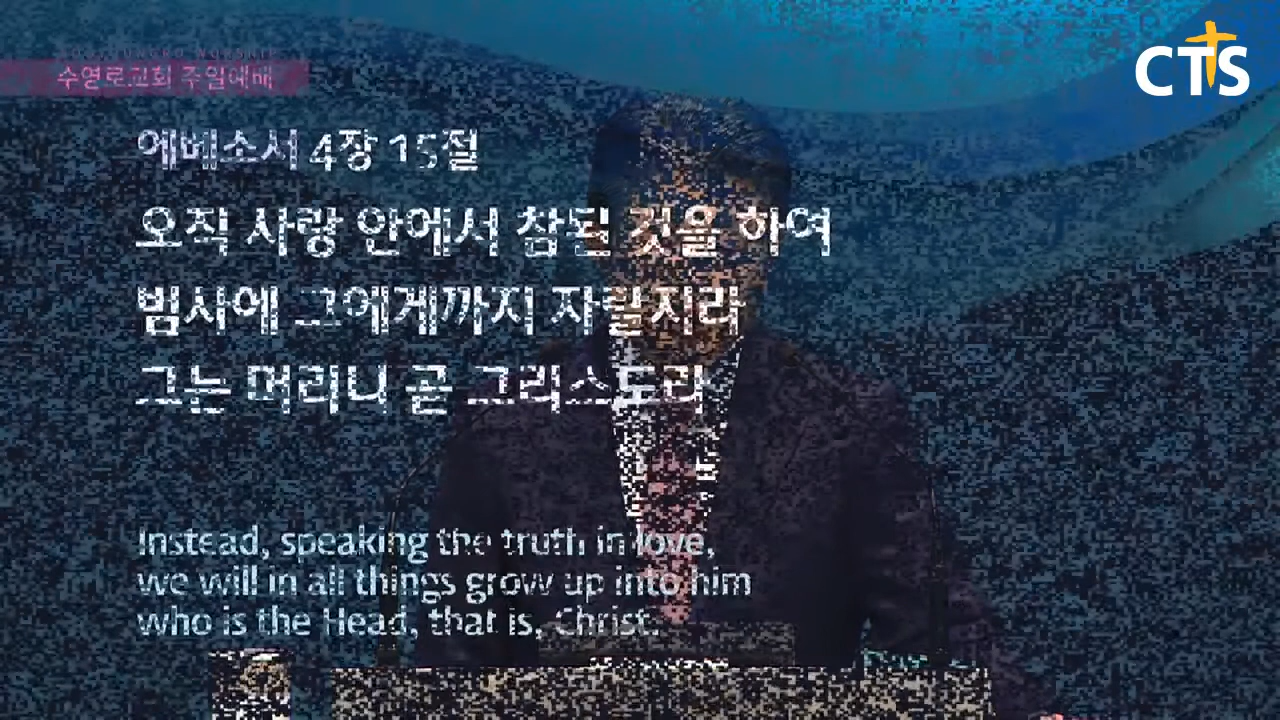 SOOYOUNGRO WORSHIP
수영로교회 주일예배
CTS
에베소서 4장 15절
오직 사랑 안에서 참된 것을 하여
범사에 그에게까지 자랄지라
그는 머리니 곧 그리스도라
Instead, speaking the truth in love,
we will in all things grow up into him
who is the Head, that is, Christ.